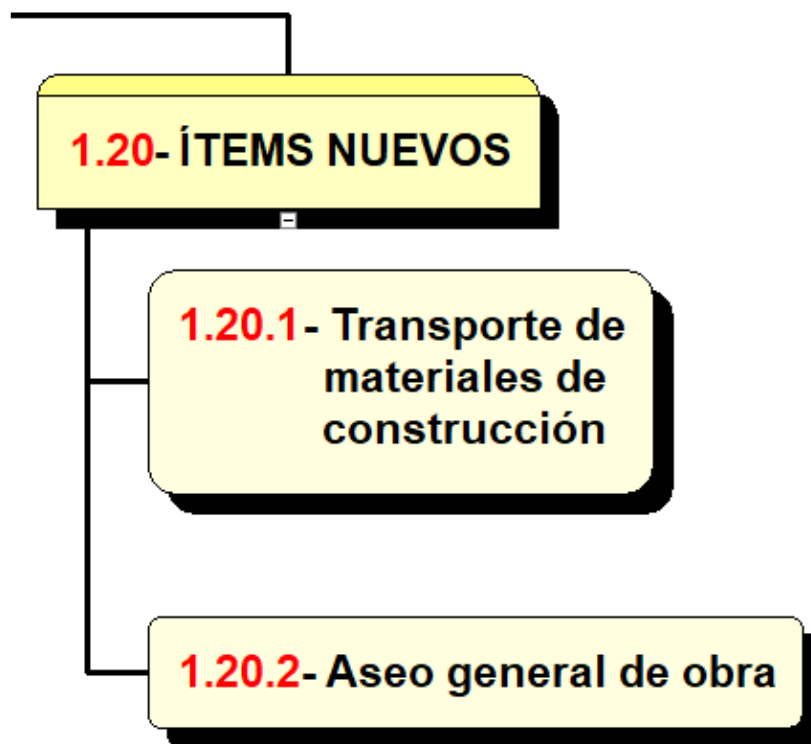 1.20- ÍTEMS NUEVOS
1.20.1- Transporte de
materiales de
construcción
1.20.2- Aseo general de obra